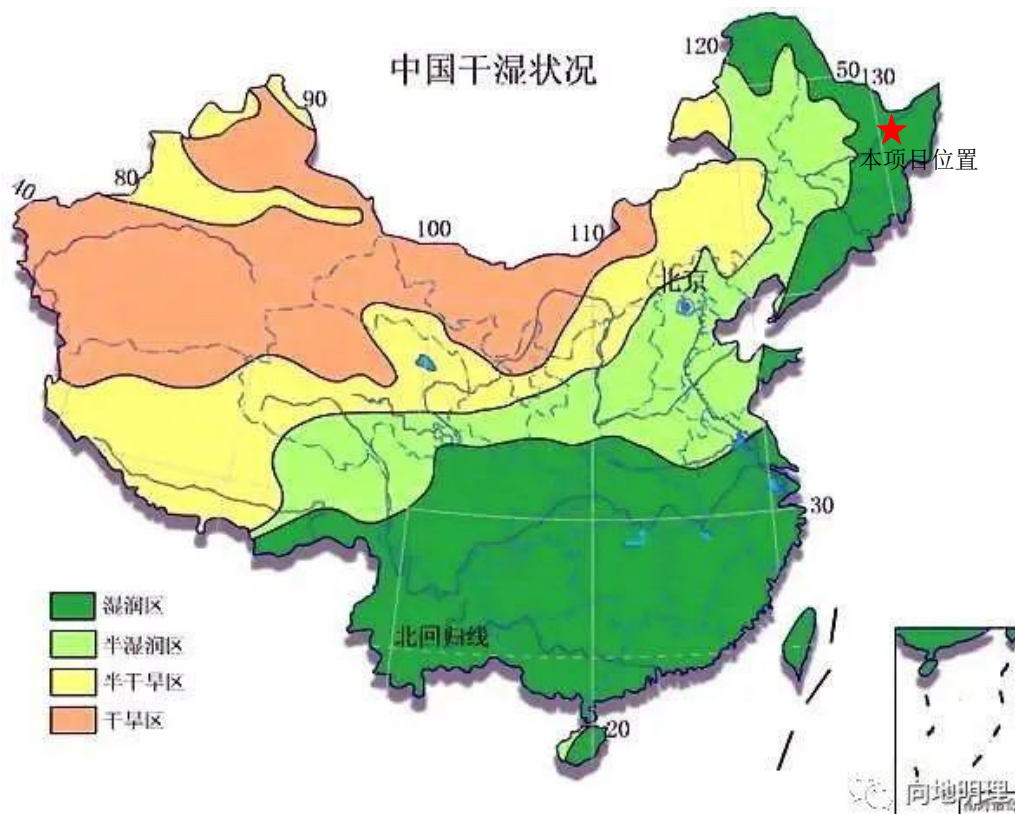 中国干湿状况
120
50
130
90
本项目位置
80
40
100
110
北京
30
湿润区
半湿润区
半干旱区
干旱区
北回归线
20
向地明理